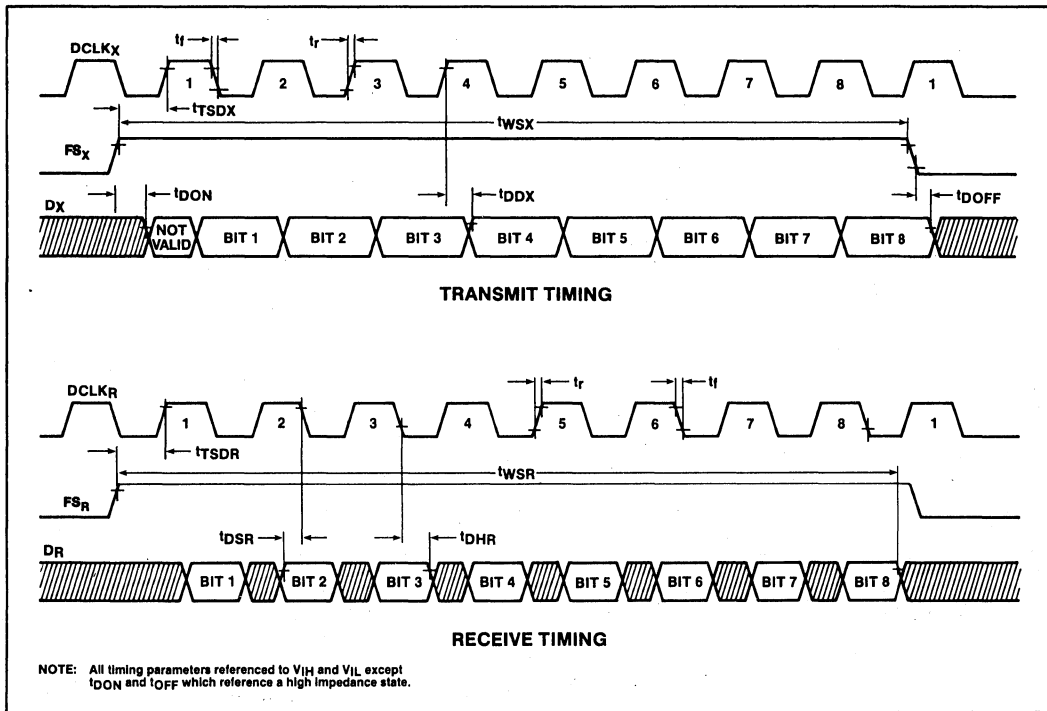 DCLKX
tf
tr
1 2 3 4 5 6 7 8 1
tTSDX
tWSX
FSX
tDON
tDDX
tDOFF
DX
NOT VALID
BIT 1 BIT 2 BIT 3 BIT 4 BIT 5 BIT 6 BIT 7 BIT 8
TRANSMIT TIMING
DCLKR
tr
tf
1 2 3 4 5 6 7 8 1
tTSDR
tWSR
FSR
tDSR
tDHR
DR
BIT 1 BIT 2 BIT 3 BIT 4 BIT 5 BIT 6 BIT 7 BIT 8
RECEIVE TIMING
NOTE: All timing parameters referenced to VIH and VIL except
tDON and tOFF which reference a high impedance state.